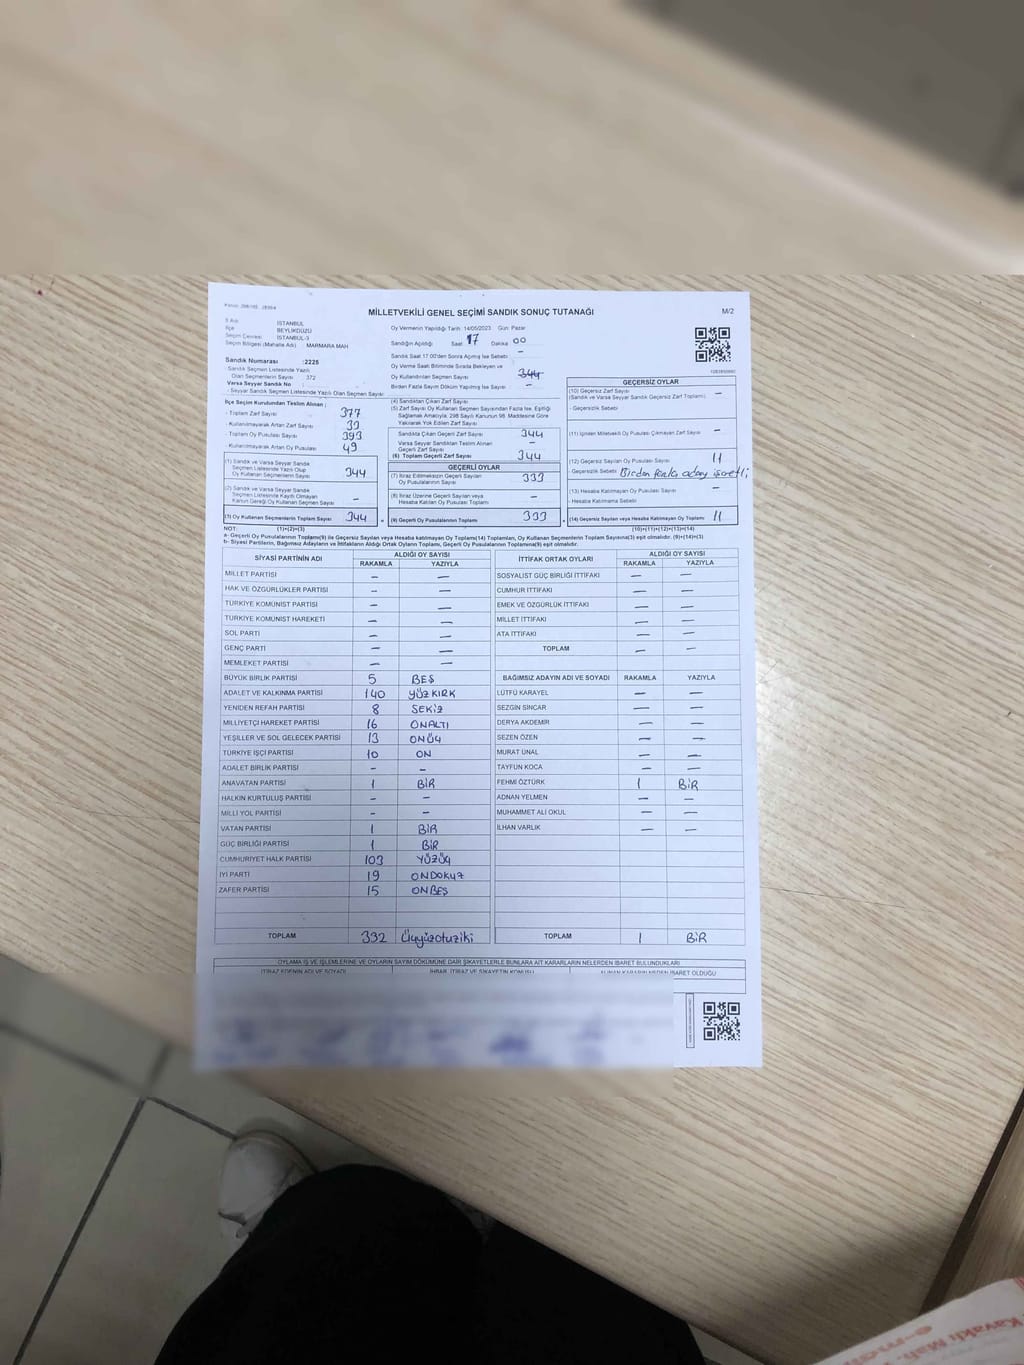 MİLLETVEKİLİ GENEL SEÇİMİ SANDIK SONUÇ TUTANAĞI
M/2
İSTANBUL
İlçe BEYLİKDÜZÜ
Seçim Çevresi İSTANBUL-3
Seçim Bölgesi (Mahalle Adı) MARMARA MAH
Sandık Numarası :2225
Sandık Seçmen Listesinde Yazılı
Olan Seçmenlerin Sayısı 372
Varsa Seyyar Sandık No :
- Seyyar Sandık Seçmen Listesinde Yazılı Olan Seçmen Sayısı
Oy Vermenin Yapıldığı Tarih :14/05/2023 Gün: Pazar
Sandığın Açıldığı Saat 17 Dakika 00
Sandık Saat 17:00'den Sonra Açılmış İse Sebebi -
Oy Verme Saati Bitiminde Sırada Bekleyen ve
Oy Kullandırılan Seçmen Sayısı 344
Birden Fazla Sayım Döküm Yapılmış İse Sayısı -
İlçe Seçim Kurulundan Teslim Alınan ;
- Toplam Zarf Sayısı 377
- Kullanılmayarak Artan Zarf Sayısı 33
- Toplam Oy Pusulası Sayısı 393
- Kullanılmayarak Artan Oy Pusulası 49
(1) Sandık ve Varsa Seyyar Sandık
Seçmen Listesinde Yazılı Olup
Oy Kullanan Seçmenlerin Sayısı 344
(2) Sandık ve Varsa Seyyar Sandık
Seçmen Listesinde Kayıtlı Olmayan
Kanun Gereği Oy Kullanan Seçmen Sayısı -
(3) Oy Kullanan Seçmenlerin Toplam Sayısı 344
(1)+(2)=(3)
(4) Sandıktan Çıkan Zarf Sayısı
(5) Zarf Sayısı Oy Kullanan Seçmen Sayısından Fazla İse, Eşitliği
Sağlamak Amacıyla; 298 Sayılı Kanunun 98. Maddesine Göre
Yakılarak Yok Edilen Zarf Sayısı
Sandıkta Çıkan Geçerli Zarf Sayısı 344
Varsa Seyyar Sandıktan Teslim Alınan
Geçerli Zarf Sayısı -
(6) Toplam Geçerli Zarf Sayısı 344
GEÇERLİ OYLAR
(7) İtiraz Edilmeksizin Geçerli Sayılan
Oy Pusulalarının Sayısı 333
(8) İtiraz Üzerine Geçerli Sayılan veya
Hesaba Katılan Oy Pusulası Toplamı -
(9) Geçerli Oy Pusulalarının Toplamı 333
GEÇERSİZ OYLAR
(10) Geçersiz Zarf Sayısı
(Sandık ve Varsa Seyyar Sandık Geçersiz Zarf Toplamı) -
- Geçersizlik Sebebi
(11) İçinden Milletvekili Oy Pusulası Çıkmayan Zarf Sayısı -
(12) Geçersiz Sayılan Oy Pusulası Sayısı 11
- Geçersizlik Sebebi Birden fazla aday işaretli
(13) Hesaba Katılmayan Oy Pusulası Sayısı -
- Hesaba Katılmama Sebebi
(14) Geçersiz Sayılan veya Hesaba Katılmayan Oy Toplamı 11
(10)+(11)+(12)+(13)=(14)
NOT:
a- Geçerli Oy Pusulalarının Toplamı(9) ile Geçersiz Sayılan veya Hesaba katılmayan Oy Toplam(14) Toplamları, Oy Kullanan Seçmenlerin Toplam Sayısına(3) eşit olmalıdır. (9)+(14)=(3)
b- Siyasi Partilerin, Bağımsız Adayların ve İttifakların Aldığı Ortak Oyların Toplamı, Geçerli Oy Pusulalarının Toplamına(9) eşit olmalıdır.
SİYASİ PARTİNİN ADI ALDIĞI OY SAYISI
RAKAMLA YAZIYLA
MİLLET PARTİSİ - -
HAK VE ÖZGÜRLÜKLER PARTİSİ - -
TÜRKİYE KOMÜNİST PARTİSİ - -
TÜRKİYE KOMÜNİST HAREKETİ - -
SOL PARTİ - -
GENÇ PARTİ - -
MEMLEKET PARTİSİ - -
BÜYÜK BİRLİK PARTİSİ 5 BEŞ
ADALET VE KALKINMA PARTİSİ 140 YÜZKIRK
YENİDEN REFAH PARTİSİ 8 SEKİZ
MİLLİYETÇİ HAREKET PARTİSİ 16 ONALTI
YEŞİLLER VE SOL GELECEK PARTİSİ 13 ONÜÇ
TÜRKİYE İŞÇİ PARTİSİ 10 ON
ADALET BİRLİK PARTİSİ - -
ANAVATAN PARTİSİ 1 BİR
HALKIN KURTULUŞ PARTİSİ - -
MİLLİ YOL PARTİSİ - -
VATAN PARTİSİ 1 BİR
GÜÇ BİRLİĞİ PARTİSİ 1 BİR
CUMHURİYET HALK PARTİSİ 103 YÜZÜÇ
İYİ PARTİ 19 ONDOKUZ
ZAFER PARTİSİ 15 ONBEŞ
TOPLAM 332 Üçyüzotuziki
İTTİFAK ORTAK OYLARI ALDIĞI OY SAYISI
RAKAMLA YAZIYLA
SOSYALİST GÜÇ BİRLİĞİ İTTİFAKI - -
CUMHUR İTTİFAKI - -
EMEK VE ÖZGÜRLÜK İTTİFAKI - -
MİLLET İTTİFAKI - -
ATA İTTİFAKI - -
TOPLAM - -
BAĞIMSIZ ADAYIN ADI VE SOYADI RAKAMLA YAZIYLA
LÜTFÜ KARAYEL - -
SEZGİN SİNCAR - -
DERYA AKDEMİR - -
SEZEN ÖZEN - -
MURAT ÜNAL - -
TAYFUN KOCA - -
FEHMİ ÖZTÜRK 1 BİR
ADNAN YELMEN - -
MUHAMMET ALİ OKUL - -
İLHAN VARLIK - -
TOPLAM 1 BİR
OYLAMA İŞ VE İŞLEMLERİNE VE OYLARIN SAYIM DÖKÜMÜNE DAİR ŞİKAYETLERLE BUNLARA AİT KARARLARIN NELERDEN İBARET BULUNDUKLARI
İTİRAZ EDENİN ADI VE SOYADI
İHBAR, İTİRAZ VE ŞİKAYETİN KONUSU
ALINAN KARARIN NEDEN İBARET OLDUĞU
Kavaklı Mah.